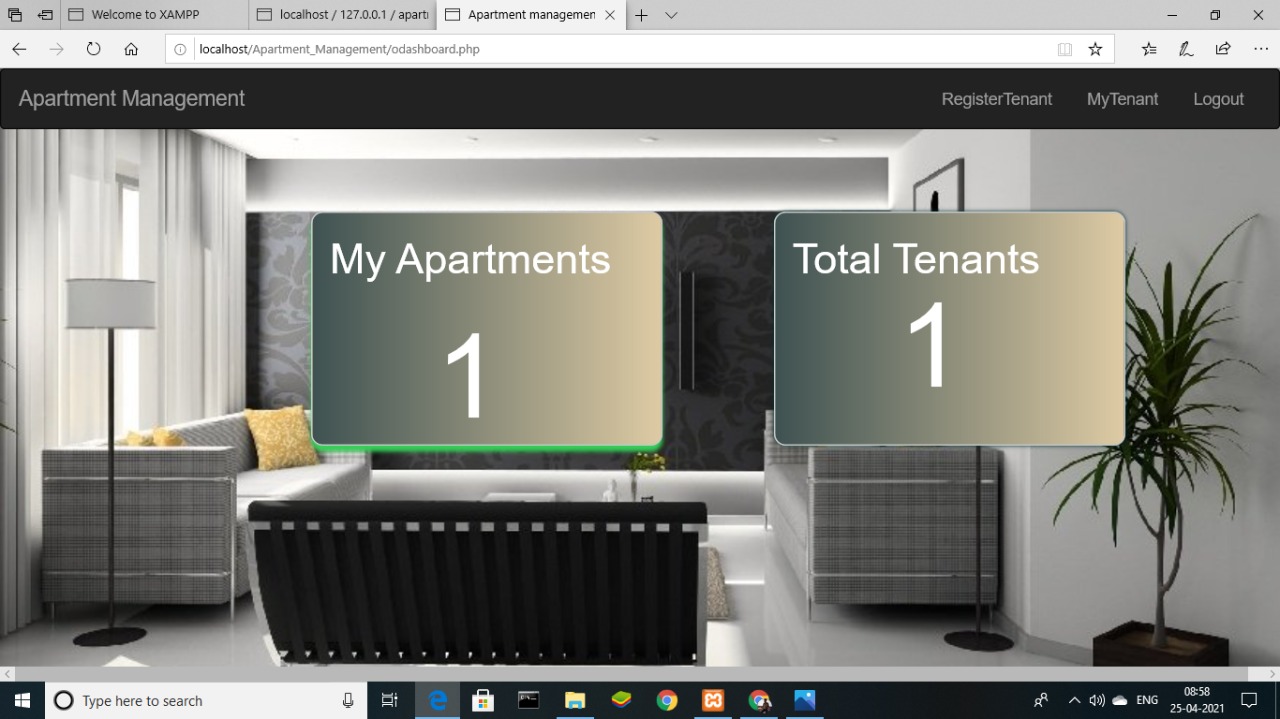 Welcome to XAMPP
localhost / 127.0.0.1 / apart
Apartment managemen
localhost/Apartment_Management/odashboard.php
Apartment Management
RegisterTenant
MyTenant
Logout
My Apartments
1
Total Tenants
1
Type here to search
ENG
08:58
25-04-2021